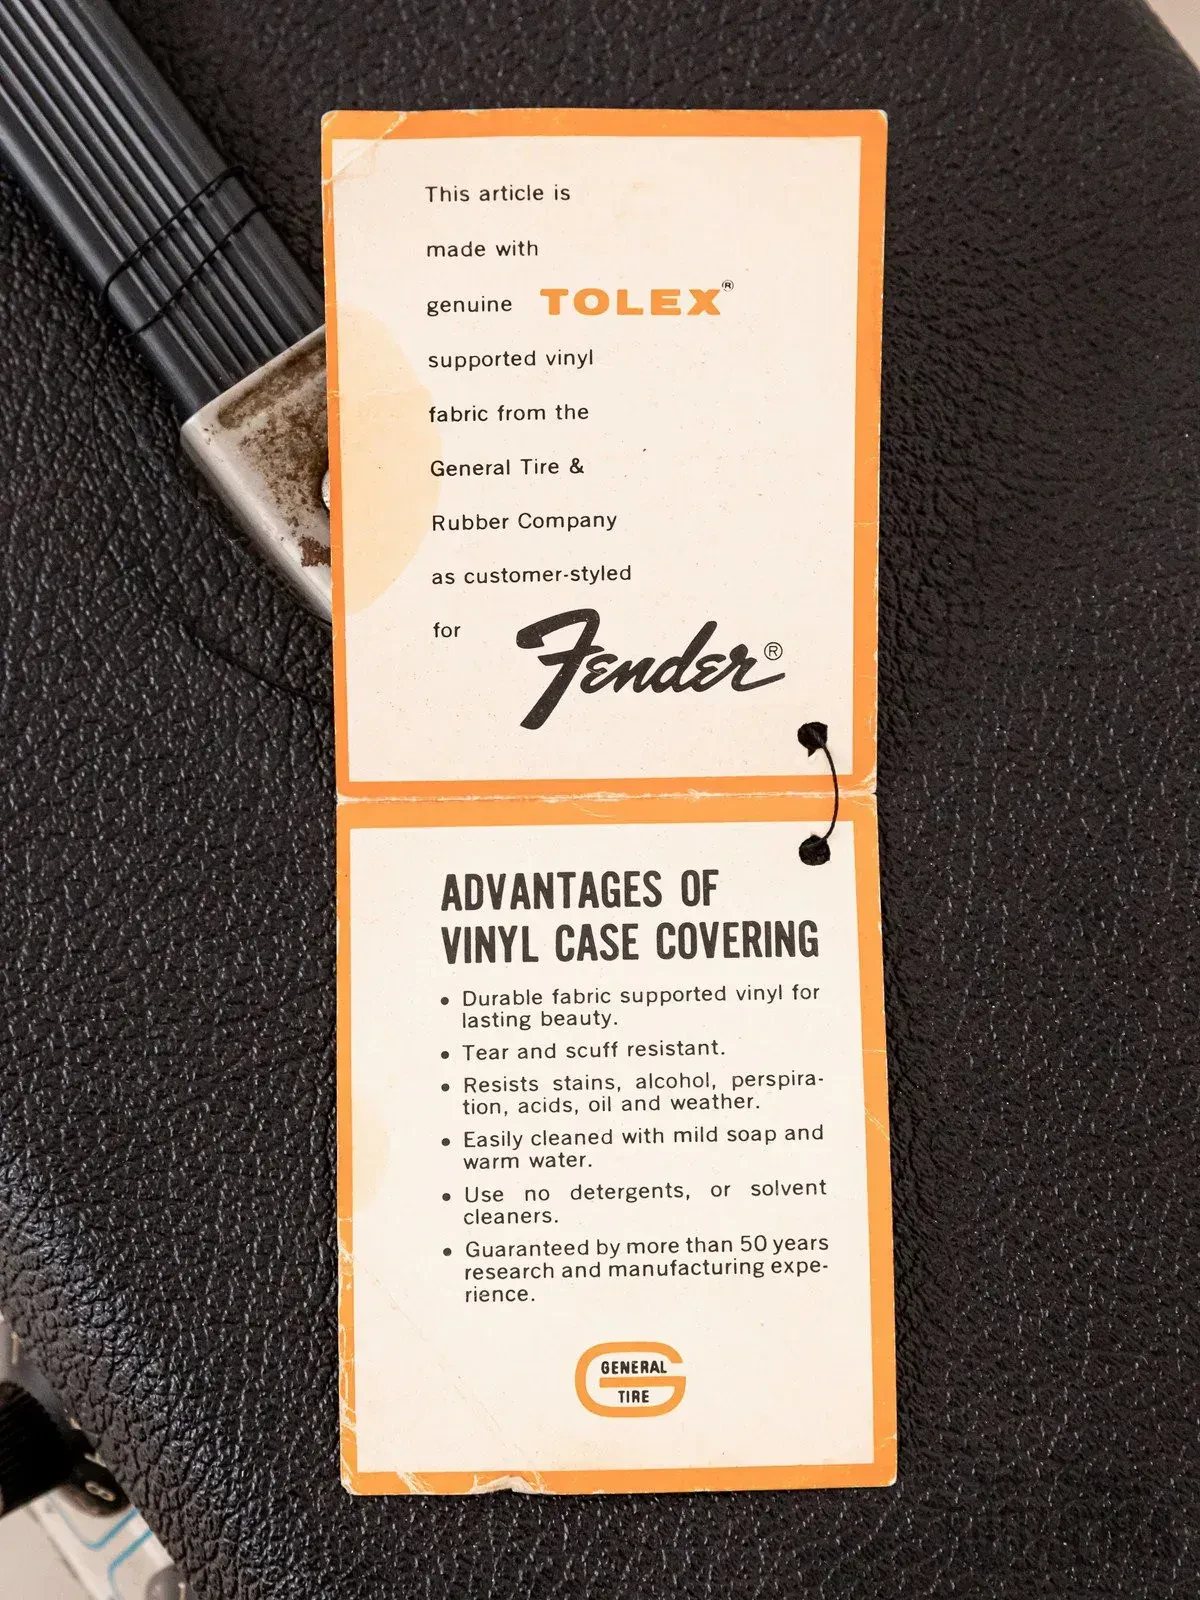 This article is
made with
genuine TOLEX®
supported vinyl
fabric from the
General Tire &
Rubber Company
as customer-styled
for Fender®
ADVANTAGES OF
VINYL CASE COVERING
• Durable fabric supported vinyl for
lasting beauty.
• Tear and scuff resistant.
• Resists stains, alcohol, perspira-
tion, acids, oil and weather.
• Easily cleaned with mild soap and
warm water.
• Use no detergents, or solvent
cleaners.
• Guaranteed by more than 50 years
research and manufacturing expe-
rience.
GENERAL
TIRE
8